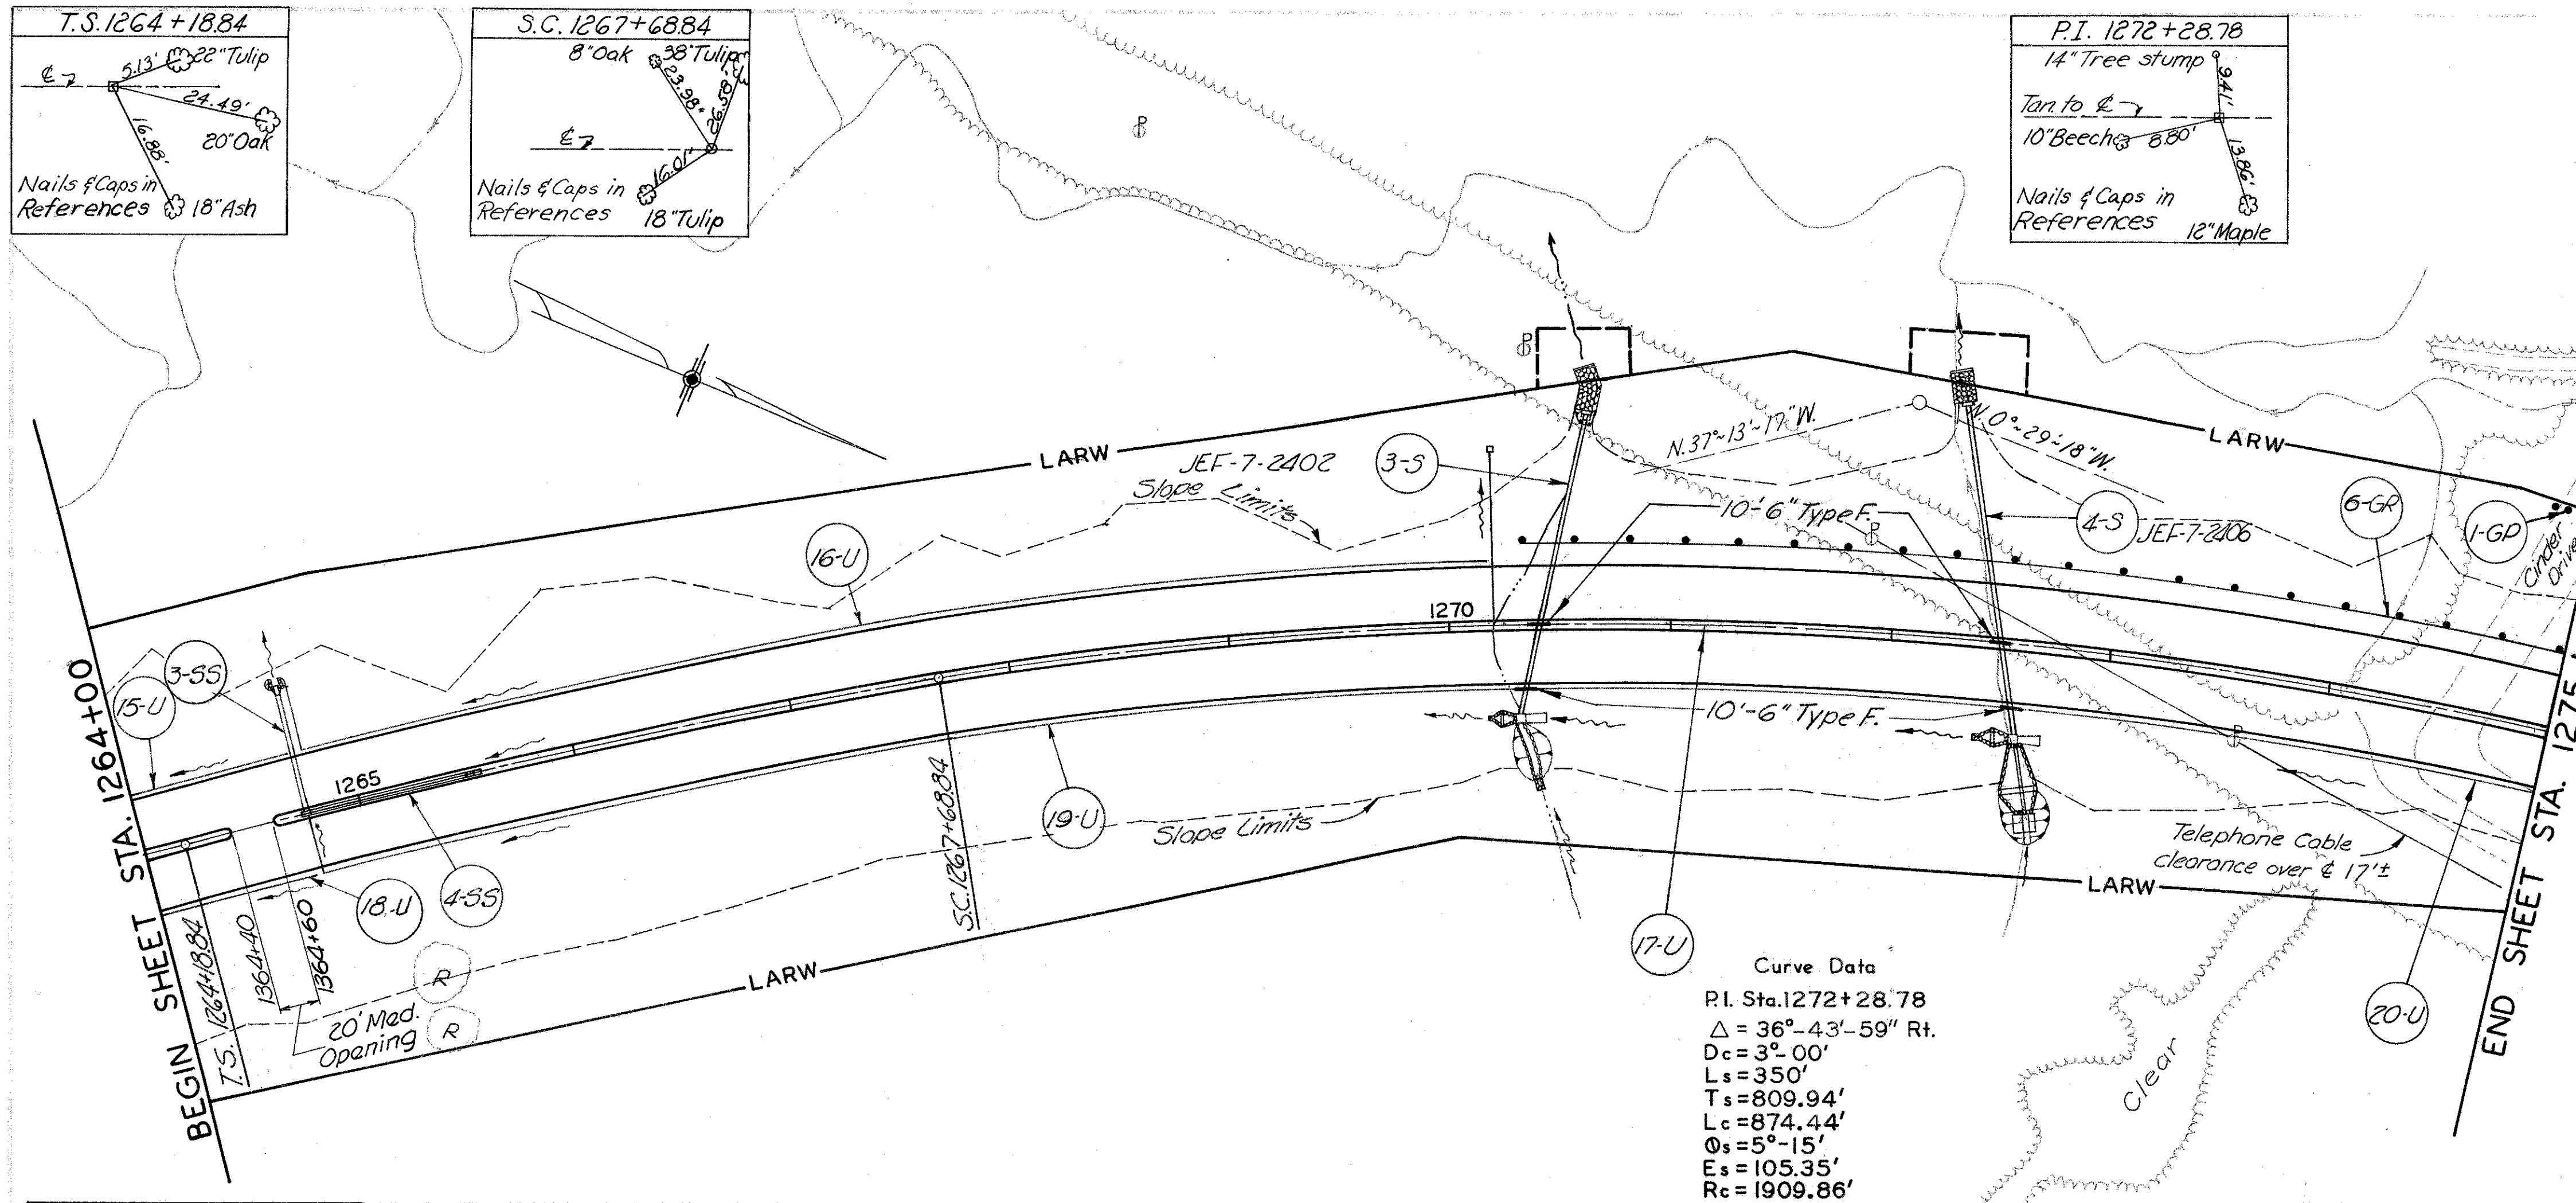 T.S. 1264+18.84
5.13'
22"Tulip
℄
24.49'
20"Oak
16.88'
Nails & Caps in
References
18"Ash
S.C. 1267+68.84
8"Oak
38"Tulip
23.98'
26.58'
℄
16.01'
Nails & Caps in
References
18"Tulip
P.I. 1272+28.78
14"Tree stump
9.41'
Tan. to ℄
10"Beech
8.80'
13.86'
Nails & Caps in
References
12"Maple
P
P
LARW
JEF-7-2402
3-S
Slope Limits
N.37°~13'~17"W.
N.0°~29'~18"W.
LARW
10'-6" Type F.
P
4-S
JEF-7-2406
6-GR
1-GP
Cinder
Drive
16-U
1270
3-SS
15-U
1265
10'-6" Type F.
P
19-U
Slope Limits
Telephone Cable
clearance over ℄ 17'±
LARW
18-U
4-SS
S.C. 1267+68.84
17-U
20-U
BEGIN SHEET STA. 1264+00
T.S. 1264+18.84
1364+40
1364+60
20' Med.
Opening
R
R
LARW
END SHEET STA. 1275+
Clear
Curve Data
P.I. Sta.1272+28.78
△ = 36°-43'-59" Rt.
Dc=3°-00'
Ls=350'
Ts=809.94'
Lc=874.44'
Θs=5°-15'
Es=105.35'
Rc=1909.86'